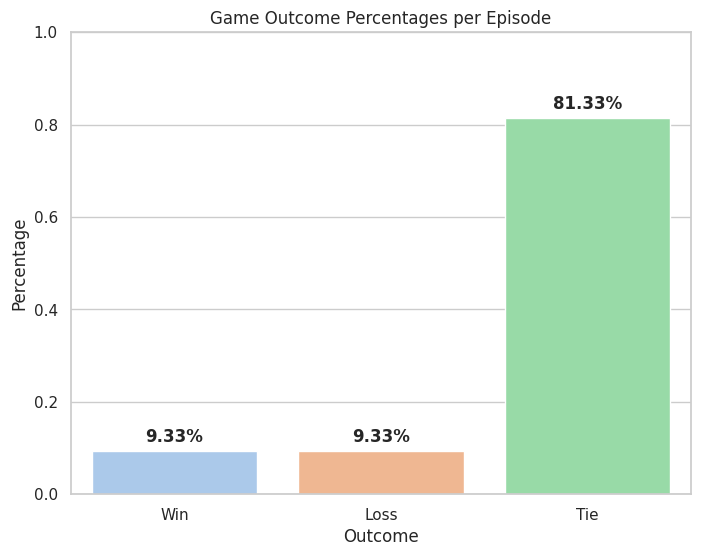 Game Outcome Percentages per Episode
1.0
81.33%
0.8
0.6
Percentage
0.4
0.2
9.33%
9.33%
0.0
Win
Loss
Tie
Outcome